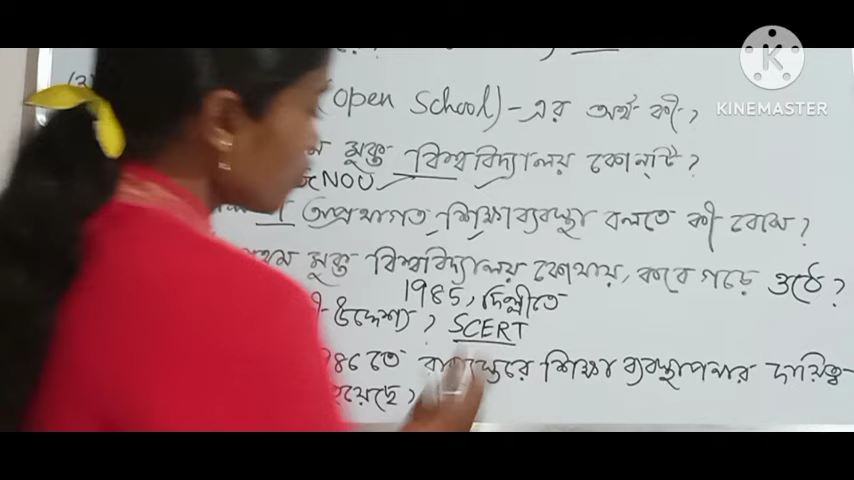 K
KINEMASTER
(open School)-এর অর্থ কী?
মুক্ত বিশ্ববিদ্যালয় কোনটি?
NOU
অপ্রথাগত শিক্ষাব্যবস্থা বলতে কী বোঝ?
মুক্ত বিশ্ববিদ্যালয় কোথায়, কবে গড়ে ওঠে?
1985, দিল্লীতে
উদ্দেশ্য? SCERT
তে শিক্ষা ব্যবস্থাপনার দায়িত্ব